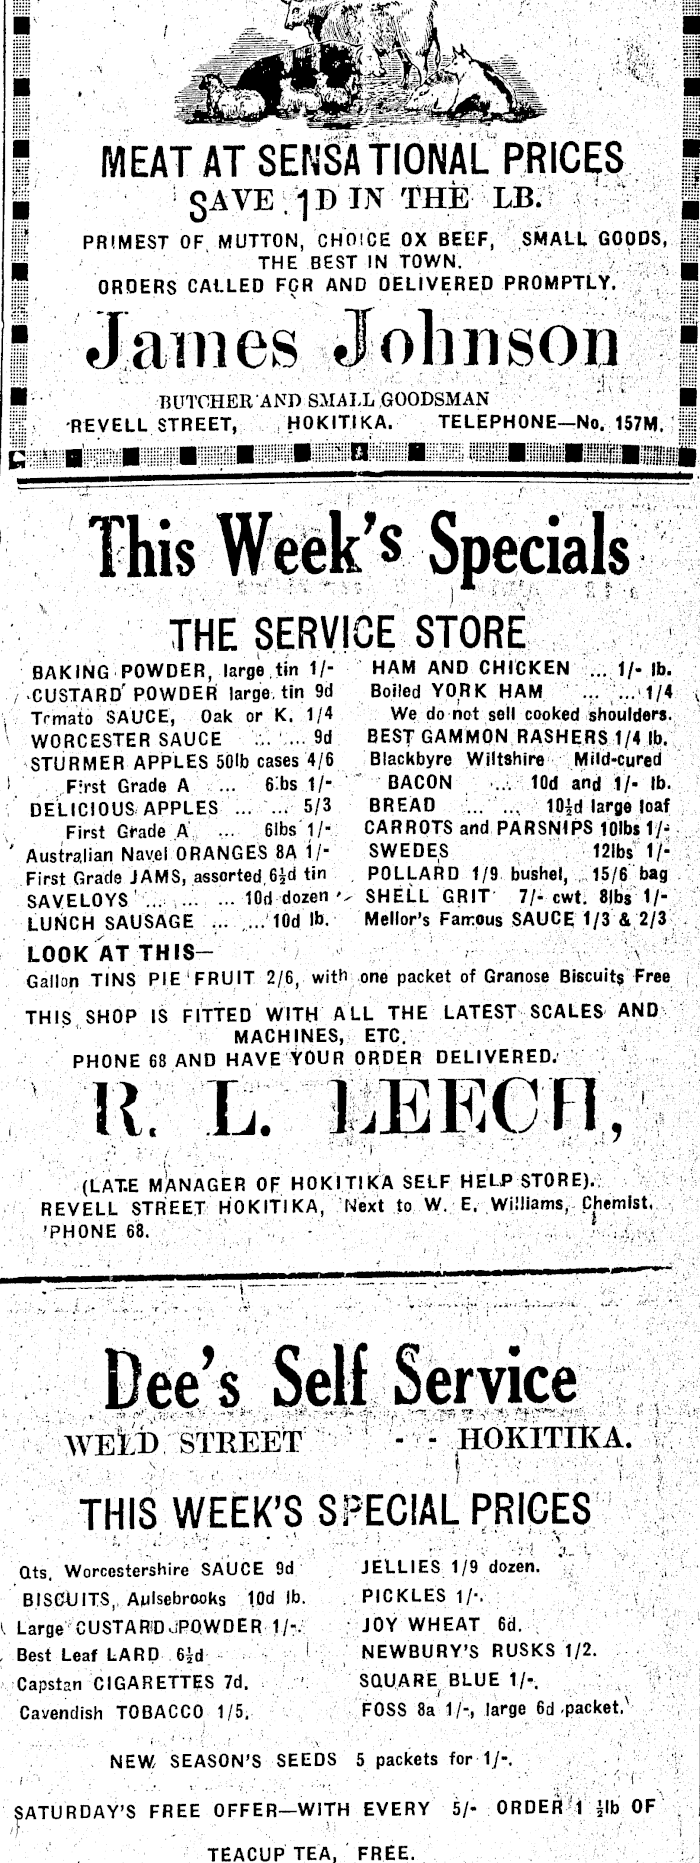 MEAT AT SENSATIONAL PRICES
SAVE 1D IN THE LB.
PRIMEST OF MUTTON, CHOICE OX BEEF, SMALL GOODS,
THE BEST IN TOWN.
ORDERS CALLED FOR AND DELIVERED PROMPTLY.
James Johnson
BUTCHER AND SMALL GOODSMAN
REVELL STREET, HOKITIKA. TELEPHONE—No. 157M.
This Week's Specials
THE SERVICE STORE
BAKING POWDER, large tin 1/-
CUSTARD POWDER large tin 9d
Tomato SAUCE, Oak or K. 1/4
WORCESTER SAUCE ... ... 9d
STURMER APPLES 50lb cases 4/6
First Grade A ... 6lbs 1/-
DELICIOUS APPLES ... ... 5/3
First Grade A ... 6lbs 1/-
Australian Navel ORANGES 8A 1/-
First Grade JAMS, assorted 6½d tin
SAVELOYS ... ... ... 10d dozen
LUNCH SAUSAGE ... ... 10d lb.
HAM AND CHICKEN ... 1/- lb.
Boiled YORK HAM ... ... 1/4
We do not sell cooked shoulders.
BEST GAMMON RASHERS 1/4 lb.
Blackbyre Wiltshire Mild-cured
BACON ... 10d and 1/- lb.
BREAD ... ... 10½d large loaf
CARROTS and PARSNIPS 10lbs 1/-
SWEDES 12lbs 1/-
POLLARD 1/9 bushel, 15/6 bag
SHELL GRIT 7/- cwt. 8lbs 1/-
Mellor's Famous SAUCE 1/3 & 2/3
LOOK AT THIS—
Gallon TINS PIE FRUIT 2/6, with one packet of Granose Biscuits Free
THIS SHOP IS FITTED WITH ALL THE LATEST SCALES AND
MACHINES, ETC.
PHONE 68 AND HAVE YOUR ORDER DELIVERED.
R. L. LEECH,
(LATE MANAGER OF HOKITIKA SELF HELP STORE).
REVELL STREET HOKITIKA, Next to W. E. Williams, Chemist.
'PHONE 68.
Dee's Self Service
WELD STREET - - HOKITIKA.
THIS WEEK'S SPECIAL PRICES
Qts. Worcestershire SAUCE 9d
BISCUITS, Aulsebrooks 10d lb.
Large CUSTARD POWDER 1/-.
Best Leaf LARD 6½d
Capstan CIGARETTES 7d.
Cavendish TOBACCO 1/5.
JELLIES 1/9 dozen.
PICKLES 1/-.
JOY WHEAT 6d.
NEWBURY'S RUSKS 1/2.
SQUARE BLUE 1/-.
FOSS 8a 1/-, large 6d packet.
NEW SEASON'S SEEDS 5 packets for 1/-.
SATURDAY'S FREE OFFER—WITH EVERY 5/- ORDER 1 ½lb OF
TEACUP TEA, FREE.